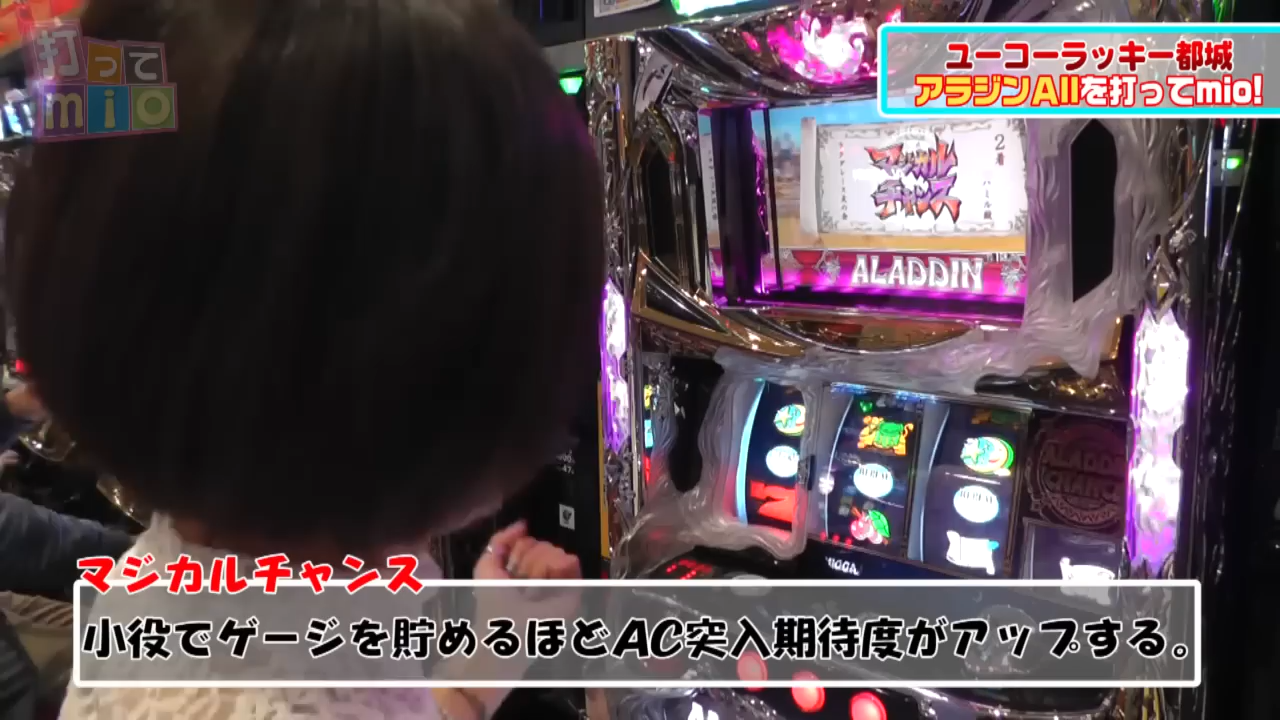 打って
mio
ユーコーラッキー都城
アラジンAⅡを打ってmio!
2着
マジカル
チャンス
ALADDIN
REPLAY
REPLAY
ALADDIN
CHANCE
マジカルチャンス
小役でゲージを貯めるほどAC突入期待度がアップする。